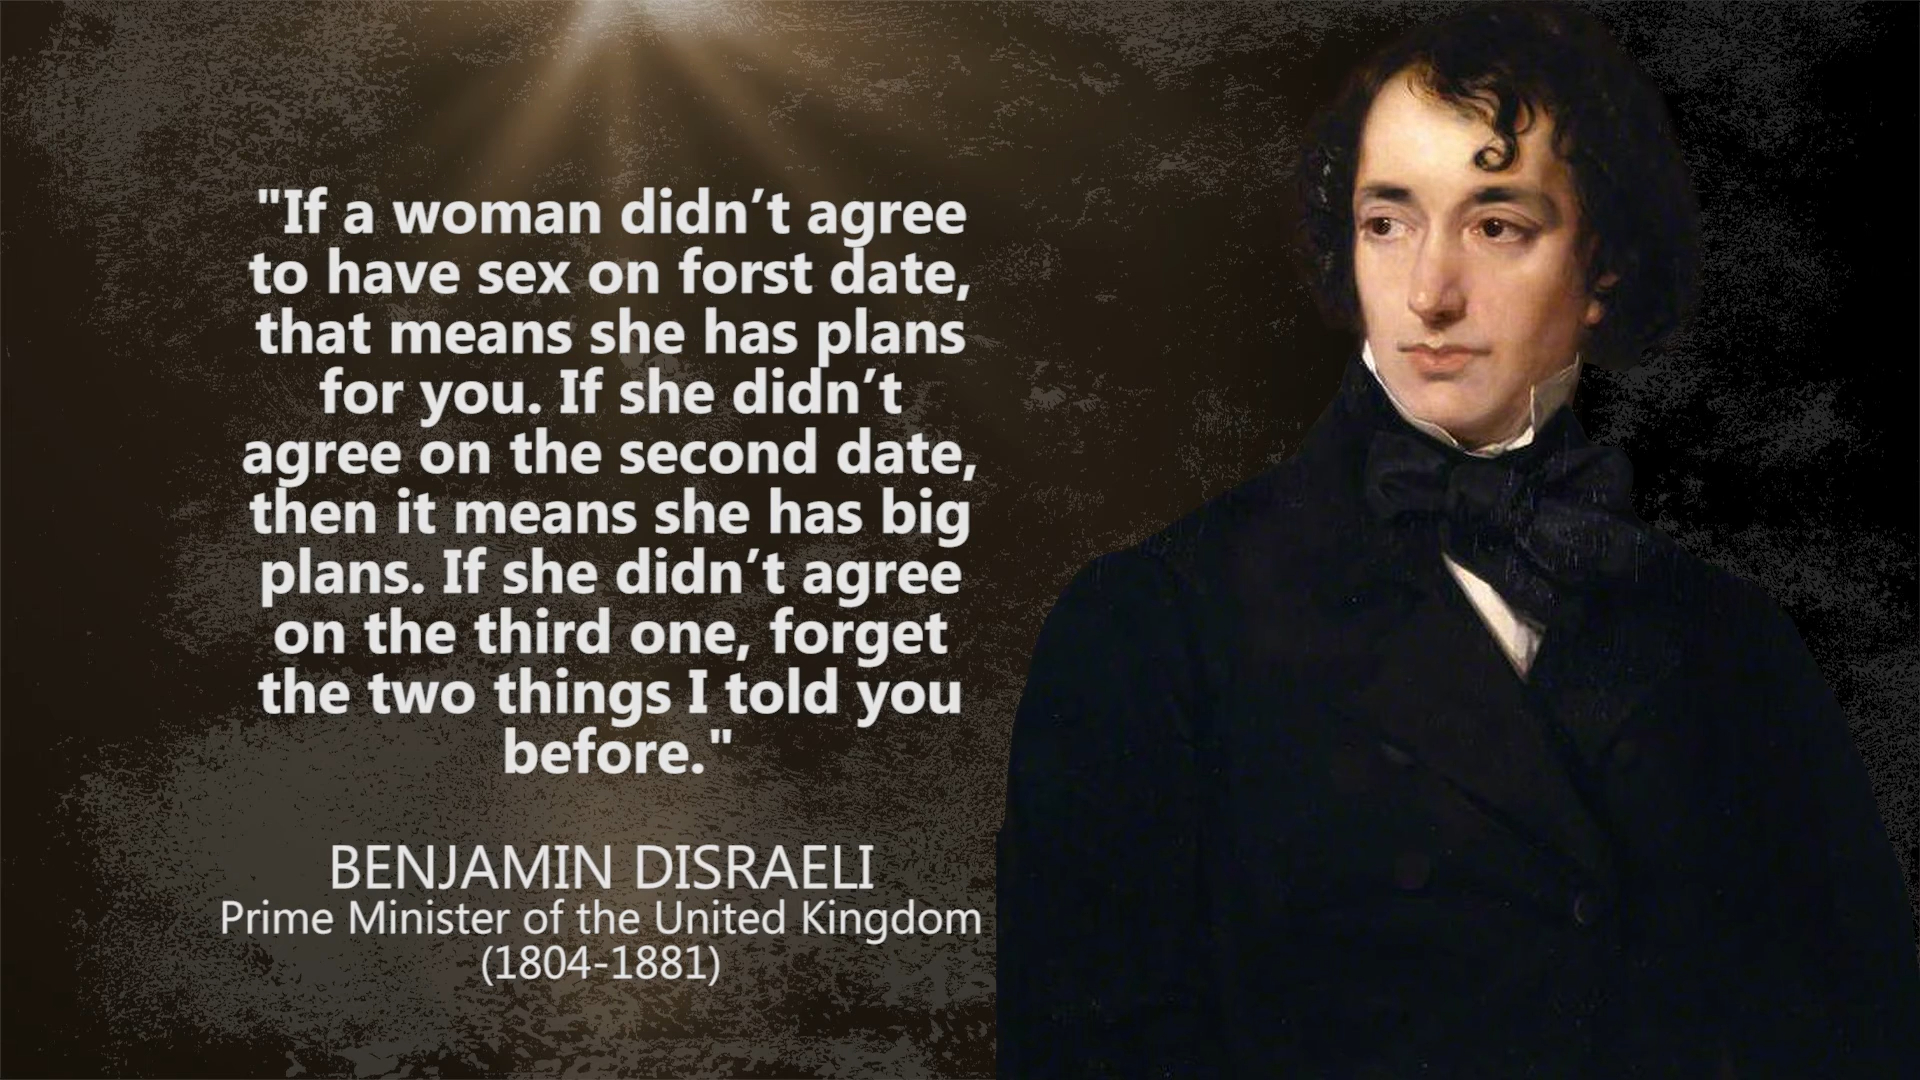 "If a woman didn’t agree
to have sex on forst date,
that means she has plans
for you. If she didn’t
agree on the second date,
then it means she has big
plans. If she didn’t agree
on the third one, forget
the two things I told you
before."
BENJAMIN DISRAELI
Prime Minister of the United Kingdom
(1804-1881)